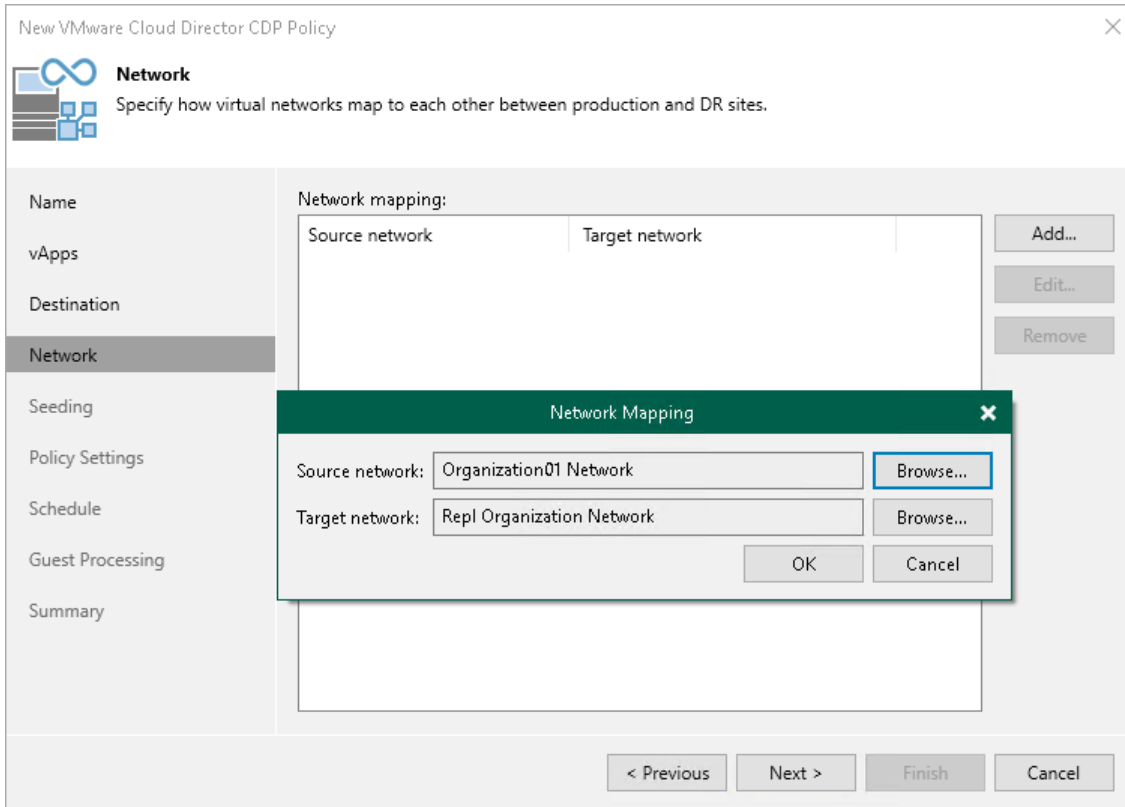 New VMware Cloud Director CDP Policy
Network
Specify how virtual networks map to each other between production and DR sites.
Name
vApps
Destination
Network
Seeding
Policy Settings
Schedule
Guest Processing
Summary
Network mapping:
Source network
Target network
Add...
Edit...
Remove
Network Mapping
Source network: Organization01 Network Browse...
Target network: Repl Organization Network Browse...
OK Cancel
< Previous Next > Finish Cancel